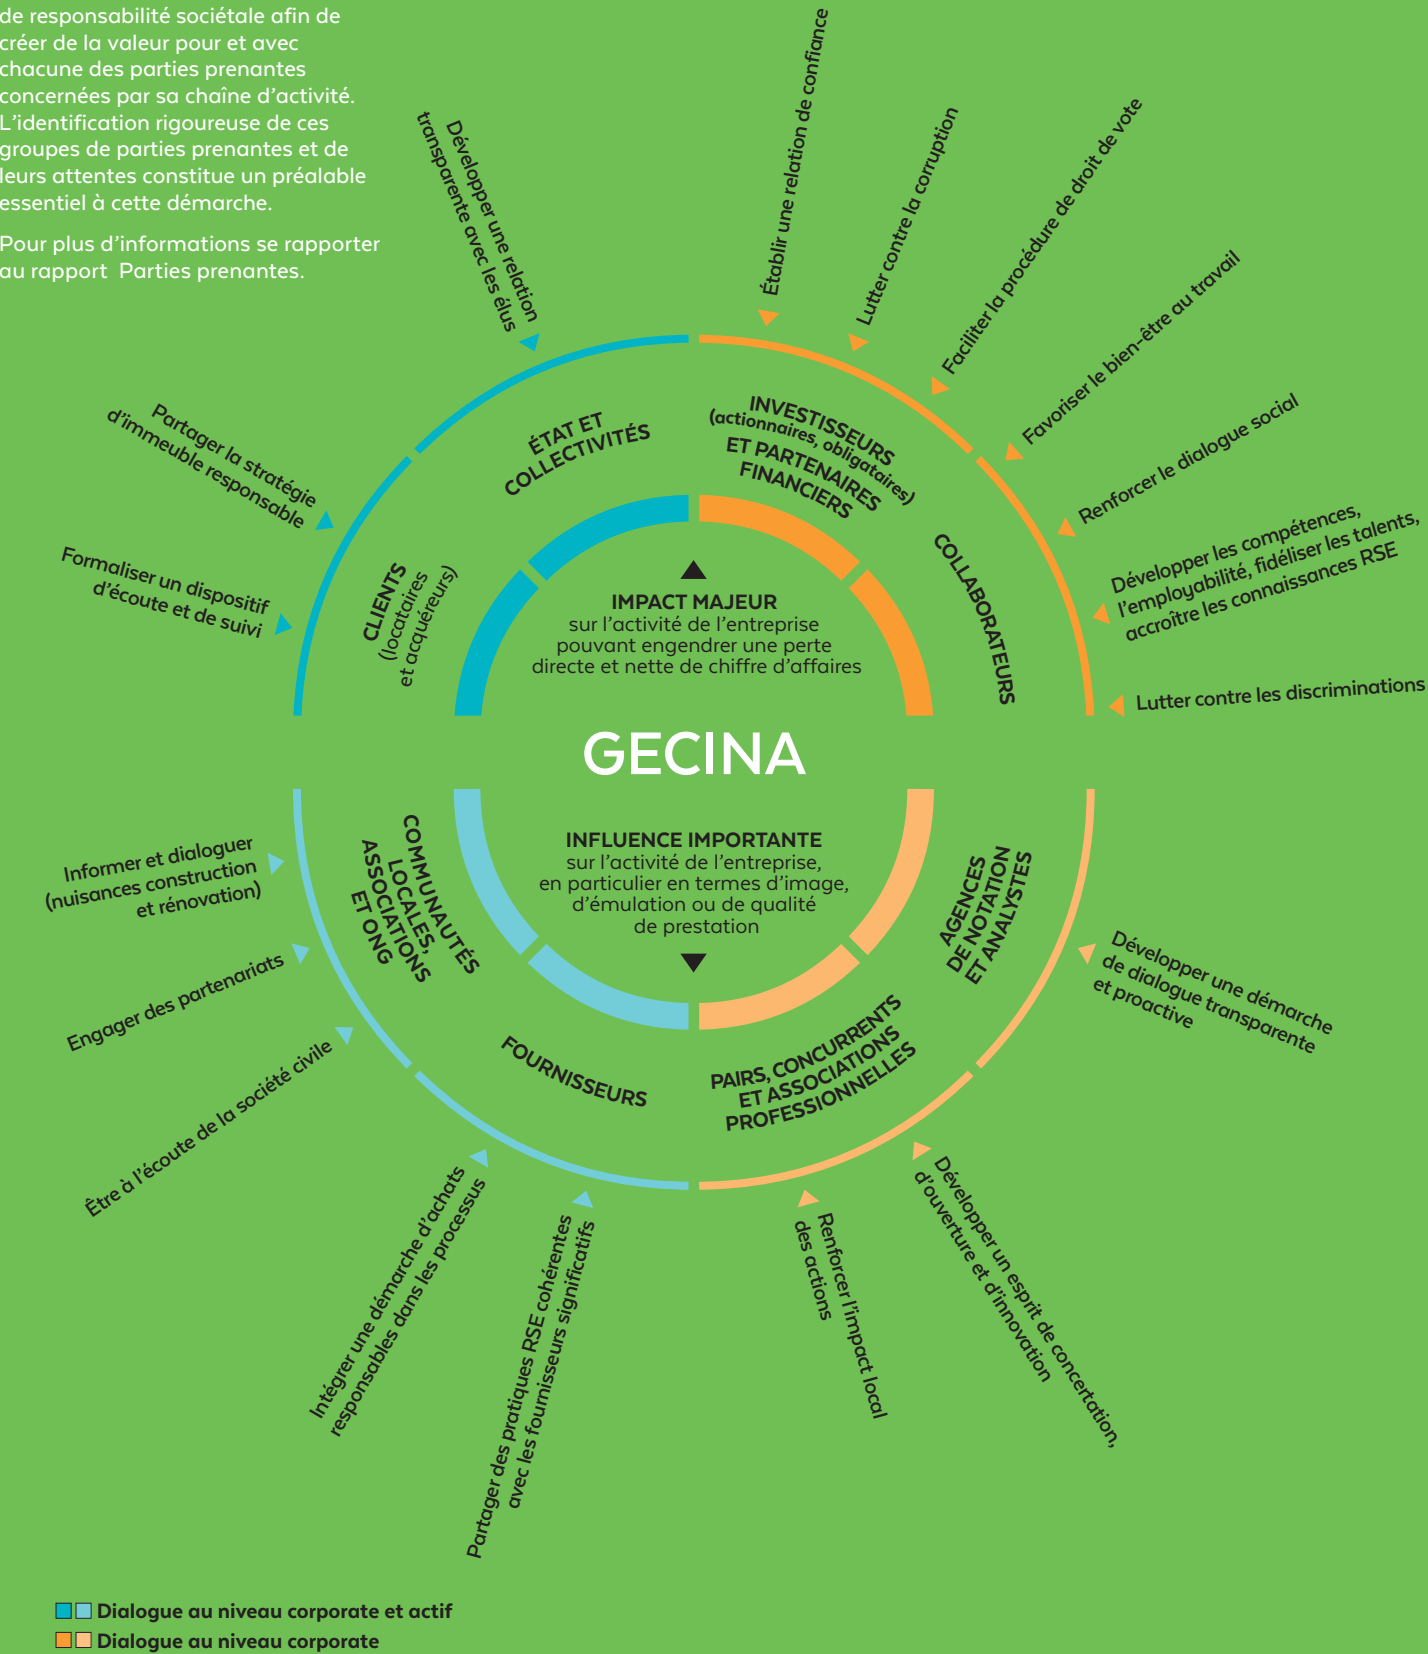 de responsabilité sociétale afin de
créer de la valeur pour et avec
chacune des parties prenantes
concernées par sa chaîne d'activité.
L'identification rigoureuse de ces
groupes de parties prenantes et de
leurs attentes constitue un préalable
essentiel à cette démarche.
Pour plus d'informations se rapporter
au rapport Parties prenantes.
Développer une relation
transparente avec les élus
Établir une relation de confiance
Lutter contre la corruption
Faciliter la procédure de droit de vote
Favoriser le bien-être au travail
Renforcer le dialogue social
Développer les compétences,
l'employabilité, fidéliser les talents,
accroître les connaissances RSE
Lutter contre les discriminations
Partager la stratégie
d'immeuble responsable
Formaliser un dispositif
d'écoute et de suivi
ÉTAT ET
COLLECTIVITÉS
INVESTISSEURS
(actionnaires, obligataires)
ET PARTENAIRES
FINANCIERS
CLIENTS
(locataires
et acquéreurs)
COLLABORATEURS
IMPACT MAJEUR
sur l'activité de l'entreprise
pouvant engendrer une perte
directe et nette de chiffre d'affaires
GECINA
INFLUENCE IMPORTANTE
sur l'activité de l'entreprise,
en particulier en termes d'image,
d'émulation ou de qualité
de prestation
COMMUNAUTÉS
LOCALES,
ASSOCIATIONS
ET ONG
AGENCES
DE NOTATION
ET ANALYSTES
FOURNISSEURS
PAIRS, CONCURRENTS
ET ASSOCIATIONS
PROFESSIONNELLES
Informer et dialoguer
(nuisances construction
et rénovation)
Engager des partenariats
Être à l'écoute de la société civile
Intégrer une démarche d'achats
responsables dans les processus
Partager des pratiques RSE cohérentes
avec les fournisseurs significatifs
Renforcer l'impact local
des actions
Développer un esprit de concertation,
d'ouverture et d'innovation
Développer une démarche
de dialogue transparente
et proactive
Dialogue au niveau corporate et actif
Dialogue au niveau corporate